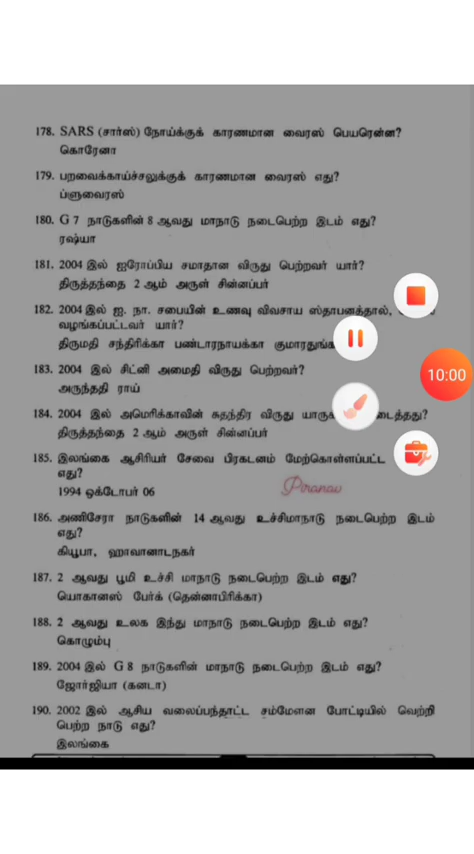 178. SARS (சார்ஸ்) நோய்க்குக் காரணமான வைரஸ் பெயரென்ன?
கொரோனா
179. பறவைக்காய்ச்சலுக்குக் காரணமான வைரஸ் எது?
ப்ளுவைரஸ்
180. G 7 நாடுகளின் 8 ஆவது மாநாடு நடைபெற்ற இடம் எது?
ரஷ்யா
181. 2004 இல் ஐரோப்பிய சமாதான விருது பெற்றவர் யார்?
திருத்தந்தை 2 ஆம் அருள் சின்னப்பர்
182. 2004 இல் ஐ. நா. சபையின் உணவு விவசாய ஸ்தாபனத்தால்,
வழங்கப்பட்டவர் யார்?
திருமதி சந்திரிக்கா பண்டாரநாயக்கா குமாரதுங்க
183. 2004 இல் சிட்னி அமைதி விருது பெற்றவர்?
அருந்ததி ராய்
10:00
184. 2004 இல் அமெரிக்காவின் சுதந்திர விருது டைத்தது?
திருத்தந்தை 2 ஆம் அருள் சின்னப்பர்
185. இலங்கை ஆசிரியர் சேவை பிரகடனம் மேற்கொள்ளப்பட்ட
எது?
1994 ஒக்டோபர் 06
Piranav
186. அணிசேரா நாடுகளின் 14 ஆவது உச்சிமாநாடு நடைபெற்ற இடம்
எது?
கியூபா, ஹாவானாடநகர்
187. 2 ஆவது பூமி உச்சி மாநாடு நடைபெற்ற இடம் எது?
யொகானஸ் பேர்க் (தென்னாபிரிக்கா)
188. 2 ஆவது உலக இந்து மாநாடு நடைபெற்ற இடம் எது?
கொழும்பு
189. 2004 இல் G 8 நாடுகளின் மாநாடு நடைபெற்ற இடம் எது?
ஜோர்ஜியா (கனடா)
190. 2002 இல் ஆசிய வலைப்பந்தாட்ட சம்மேளன போட்டியில் வெற்றி
பெற்ற நாடு எது?
இலங்கை